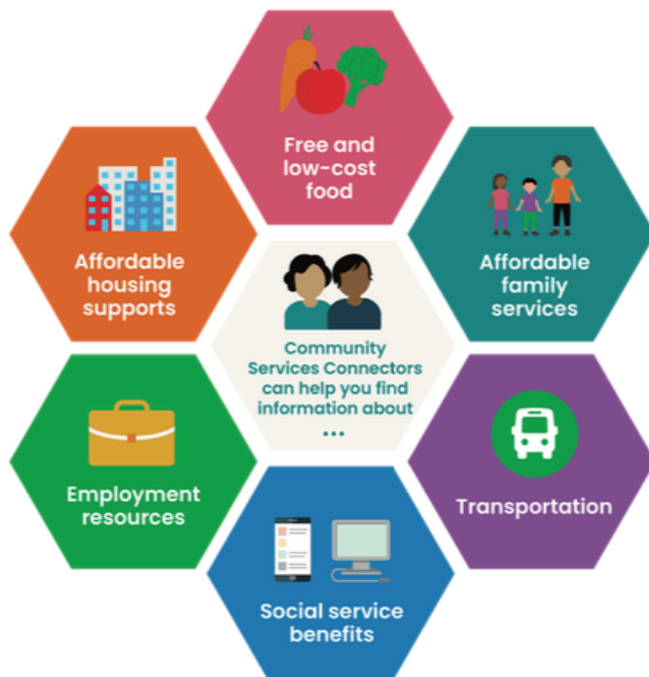 Free and
low-cost
food
Affordable
housing
supports
Affordable
family
services
Community
Services Connectors
can help you find
information about
...
Employment
resources
Transportation
Social service
benefits